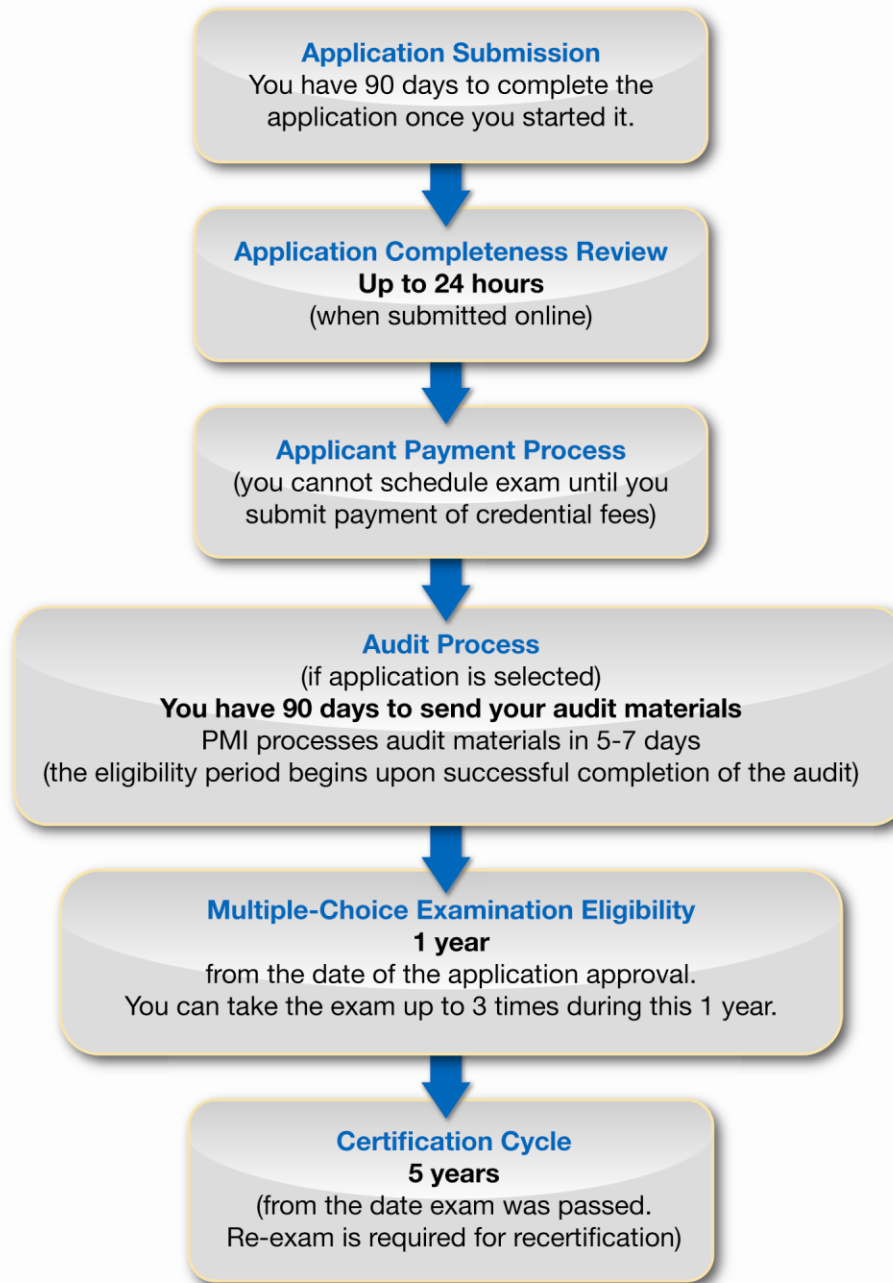 Application Submission
You have 90 days to complete the
application once you started it.
Application Completeness Review
Up to 24 hours
(when submitted online)
Applicant Payment Process
(you cannot schedule exam until you
submit payment of credential fees)
Audit Process
(if application is selected)
You have 90 days to send your audit materials
PMI processes audit materials in 5-7 days
(the eligibility period begins upon successful completion of the audit)
Multiple-Choice Examination Eligibility
1 year
from the date of the application approval.
You can take the exam up to 3 times during this 1 year.
Certification Cycle
5 years
(from the date exam was passed.
Re-exam is required for recertification)